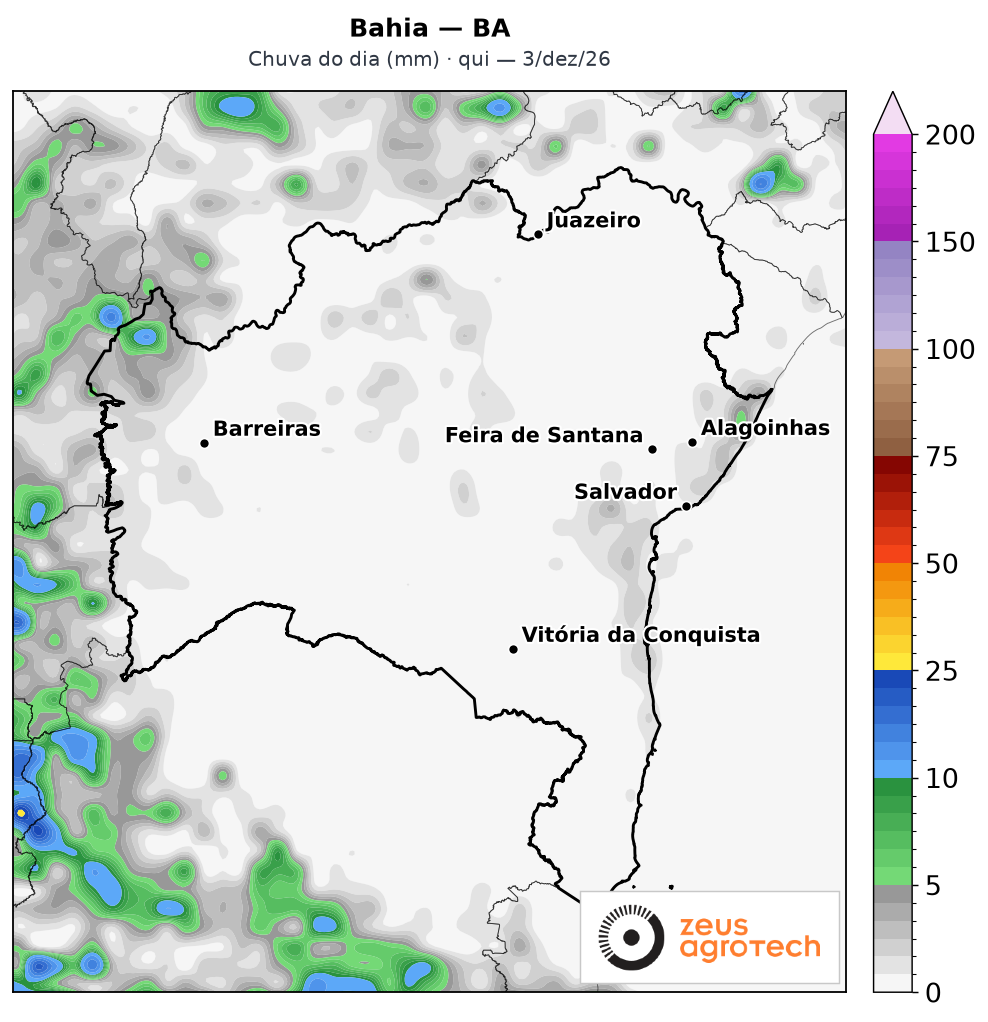 Bahia — BA
Chuva do dia (mm) · qui — 3/dez/26
Juazeiro
Barreiras
Feira de Santana
Alagoinhas
Salvador
Vitória da Conquista
200
150
100
75
50
25
10
5
0
zeus
agrotech